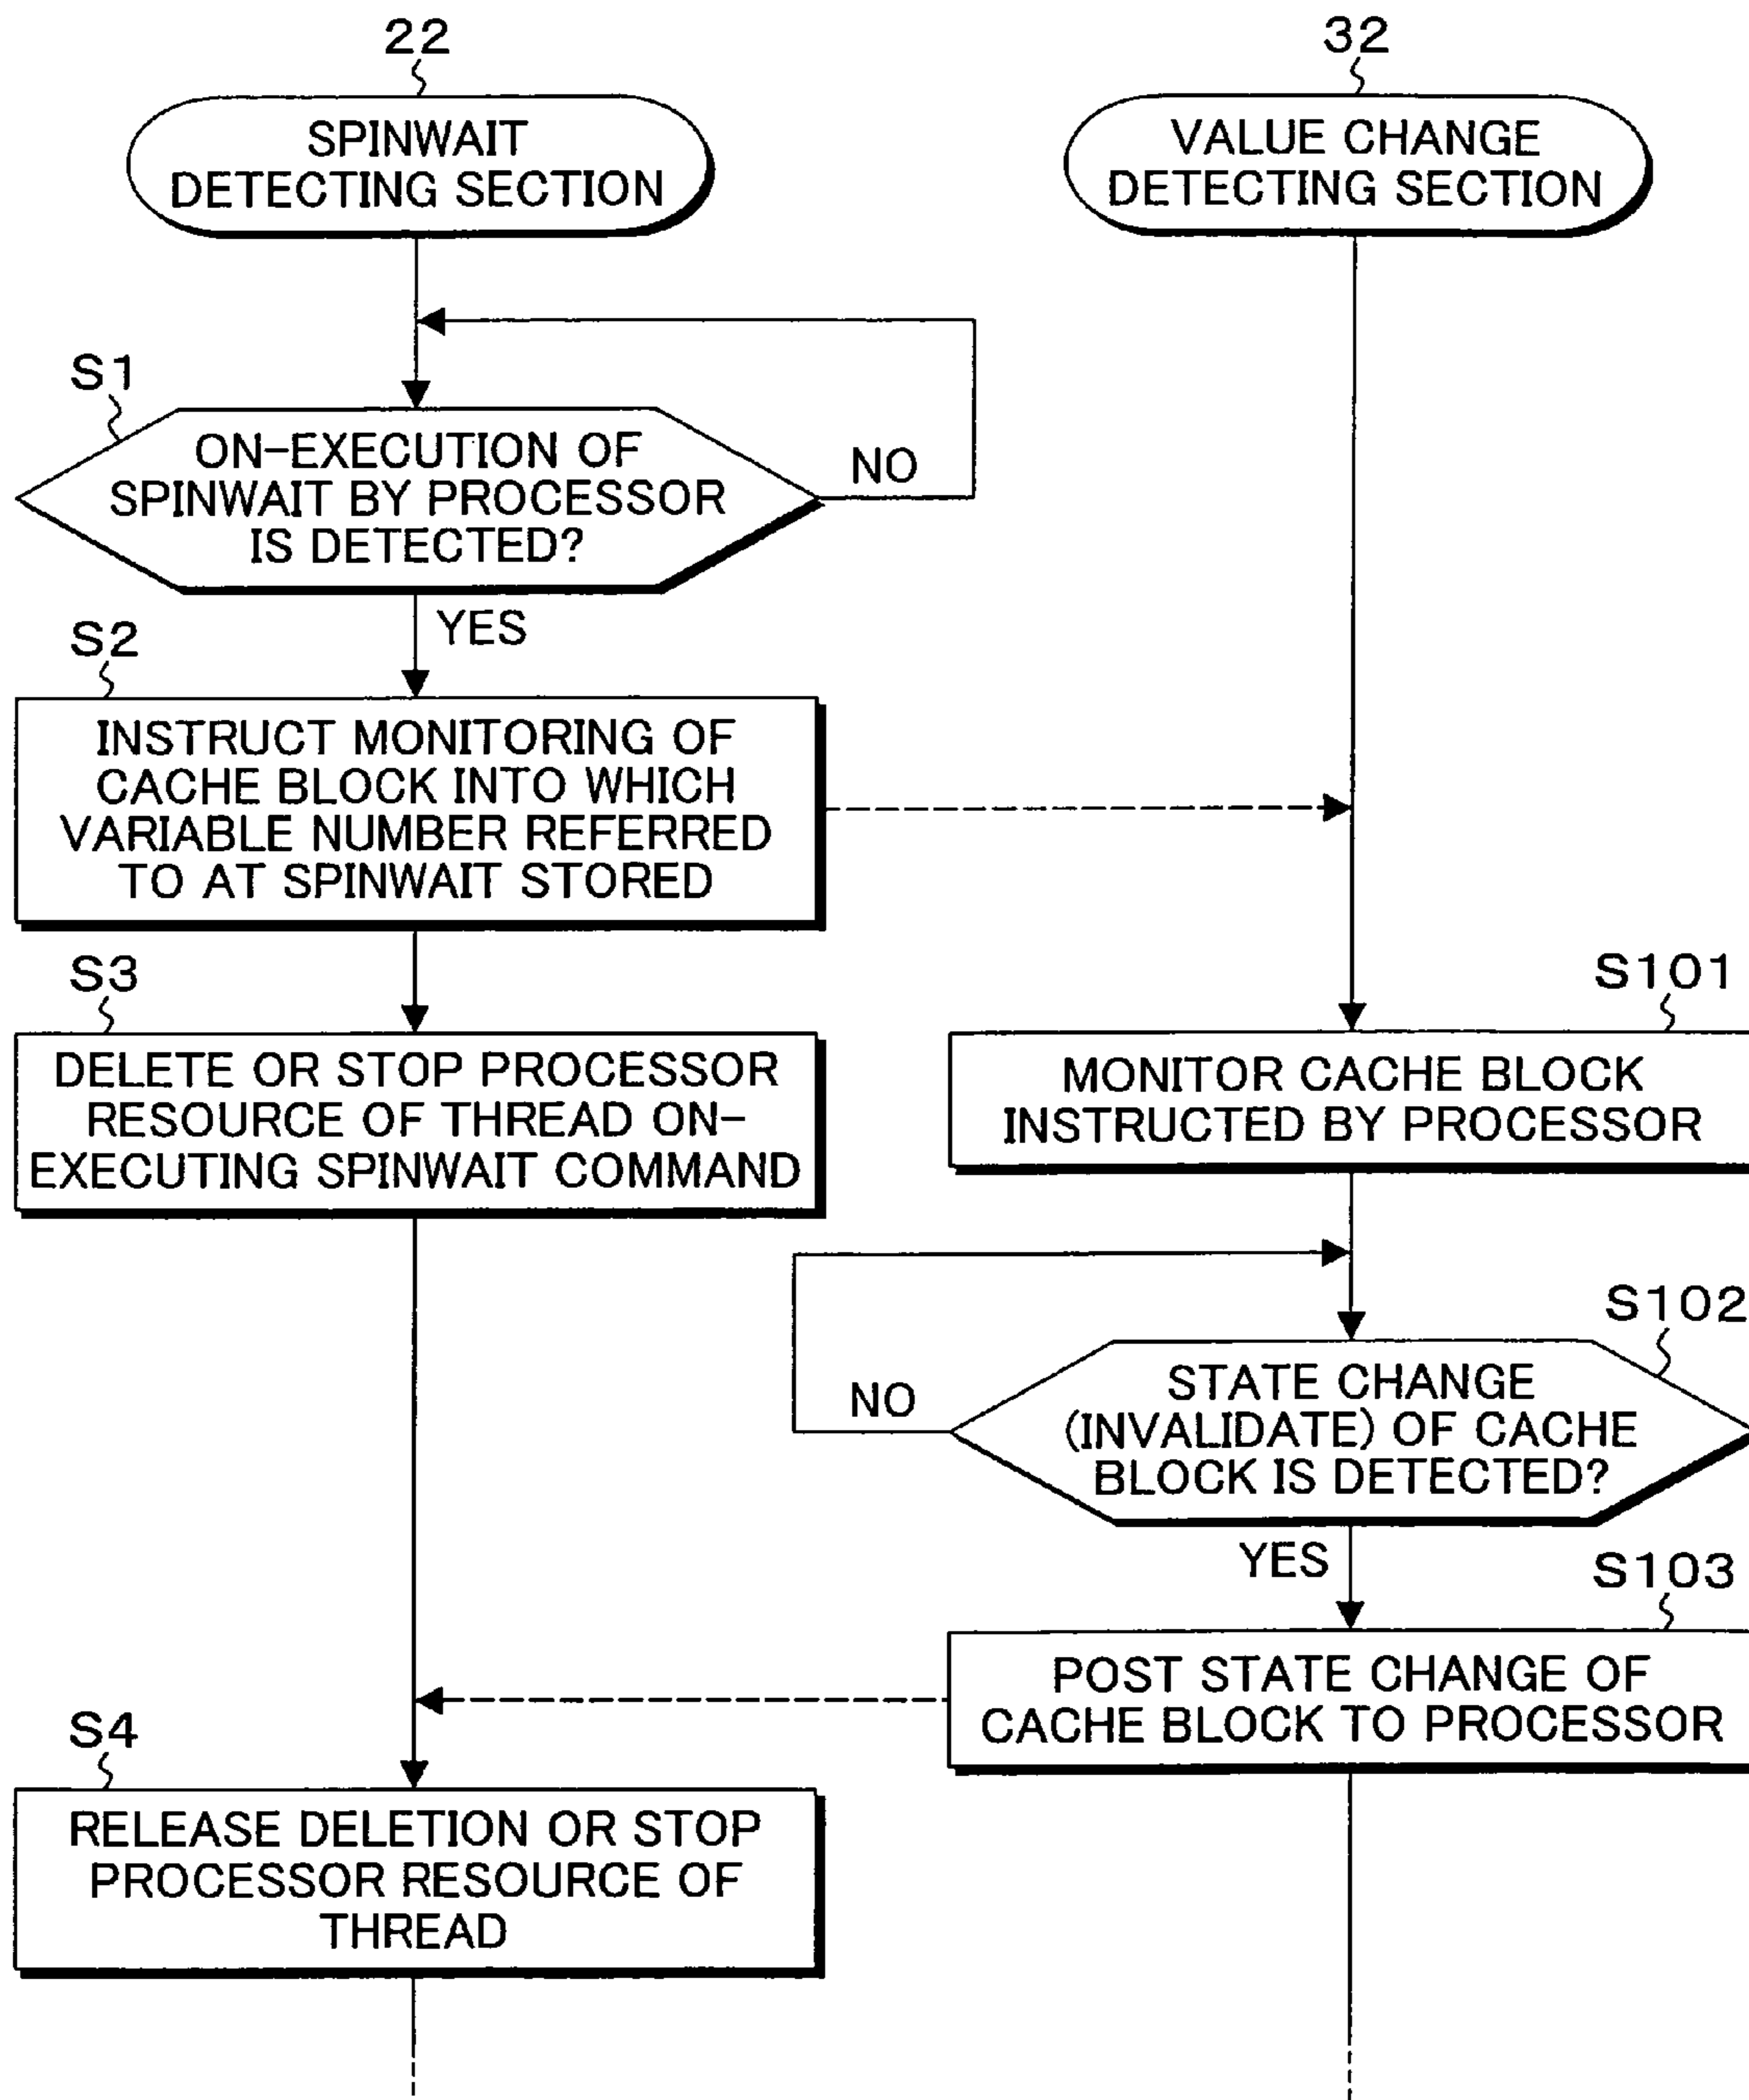 22
SPINWAIT
DETECTING SECTION
32
VALUE CHANGE
DETECTING SECTION
S1
ON-EXECUTION OF
SPINWAIT BY PROCESSOR
IS DETECTED?
NO
YES
S2
INSTRUCT MONITORING OF
CACHE BLOCK INTO WHICH
VARIABLE NUMBER REFERRED
TO AT SPINWAIT STORED
S3
DELETE OR STOP PROCESSOR
RESOURCE OF THREAD ON-
EXECUTING SPINWAIT COMMAND
S101
MONITOR CACHE BLOCK
INSTRUCTED BY PROCESSOR
S102
STATE CHANGE
(INVALIDATE) OF CACHE
BLOCK IS DETECTED?
NO
YES
S103
POST STATE CHANGE OF
CACHE BLOCK TO PROCESSOR
S4
RELEASE DELETION OR STOP
PROCESSOR RESOURCE OF
THREAD